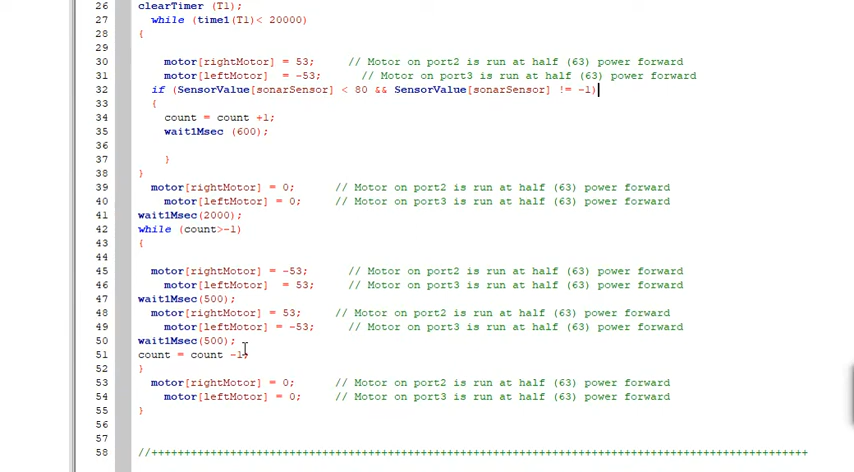 26 clearTimer (T1);
27 while (time1(T1)< 20000)
28 {
29
30 motor[rightMotor] = 53; // Motor on port2 is run at half (63) power forward
31 motor[leftMotor] = -53; // Motor on port3 is run at half (63) power forward
32 if (SensorValue[sonarSensor] < 80 && SensorValue[sonarSensor] != -1)
33 {
34 count = count +1;
35 wait1Msec (600);
36
37 }
38 }
39 motor[rightMotor] = 0; // Motor on port2 is run at half (63) power forward
40 motor[leftMotor] = 0; // Motor on port3 is run at half (63) power forward
41 wait1Msec(2000);
42 while (count>-1)
43 {
44
45 motor[rightMotor] = -53; // Motor on port2 is run at half (63) power forward
46 motor[leftMotor] = 53; // Motor on port3 is run at half (63) power forward
47 wait1Msec(500);
48 motor[rightMotor] = 53; // Motor on port2 is run at half (63) power forward
49 motor[leftMotor] = -53; // Motor on port3 is run at half (63) power forward
50 wait1Msec(500);
51 count = count -1;
52 }
53 motor[rightMotor] = 0; // Motor on port2 is run at half (63) power forward
54 motor[leftMotor] = 0; // Motor on port3 is run at half (63) power forward
55 }
56
57
58 //++++++++++++++++++++++++++++++++++++++++++++++++++++++++++++++++++++++++++++++++++++++++++++++++++++